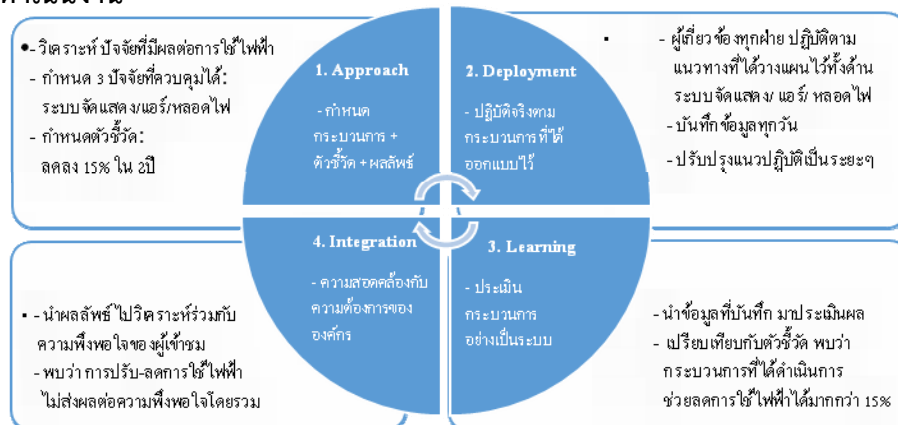 •- วิเคราะห์ ปัจจัยที่มีผลต่อการใช้ไฟฟ้า
- กำหนด 3 ปัจจัยที่ควบคุมได้:
ระบบจัดแสดง/แอร์/หลอดไฟ
- กำหนดตัวชี้วัด:
ลดลง 15% ใน 2ปี
1. Approach
- กำหนด
กระบวนการ +
ตัวชี้วัด + ผลลัพธ์
2. Deployment
- ปฏิบัติจริงตาม
กระบวนการที่ได้
ออกแบบไว้
- ผู้เกี่ยวข้องทุกฝ่าย ปฏิบัติตาม
แนวทางที่ได้วางแผนไว้ทั้งด้าน
ระบบจัดแสดง/ แอร์/ หลอดไฟ
- บันทึกข้อมูลทุกวัน
- ปรับปรุงแนวปฏิบัติเป็นระยะๆ
▪ - นำผลลัพธ์ ไปวิเคราะห์ร่วมกับ
ความพึงพอใจของผู้เข้าชม
- พบว่า การปรับ-ลดการใช้ไฟฟ้า
ไม่ส่งผลต่อความพึงพอใจโดยรวม
4. Integration
- ความสอดคล้องกับ
ความต้องการของ
องค์กร
3. Learning
- ประเมิน
กระบวนการ
อย่างเป็นระบบ
- นำข้อมูลที่บันทึก มาประเมินผล
- เปรียบเทียบกับตัวชี้วัด พบว่า
กระบวนการที่ได้ดำเนินการ
ช่วยลดการใช้ไฟฟ้าได้มากกว่า 15%